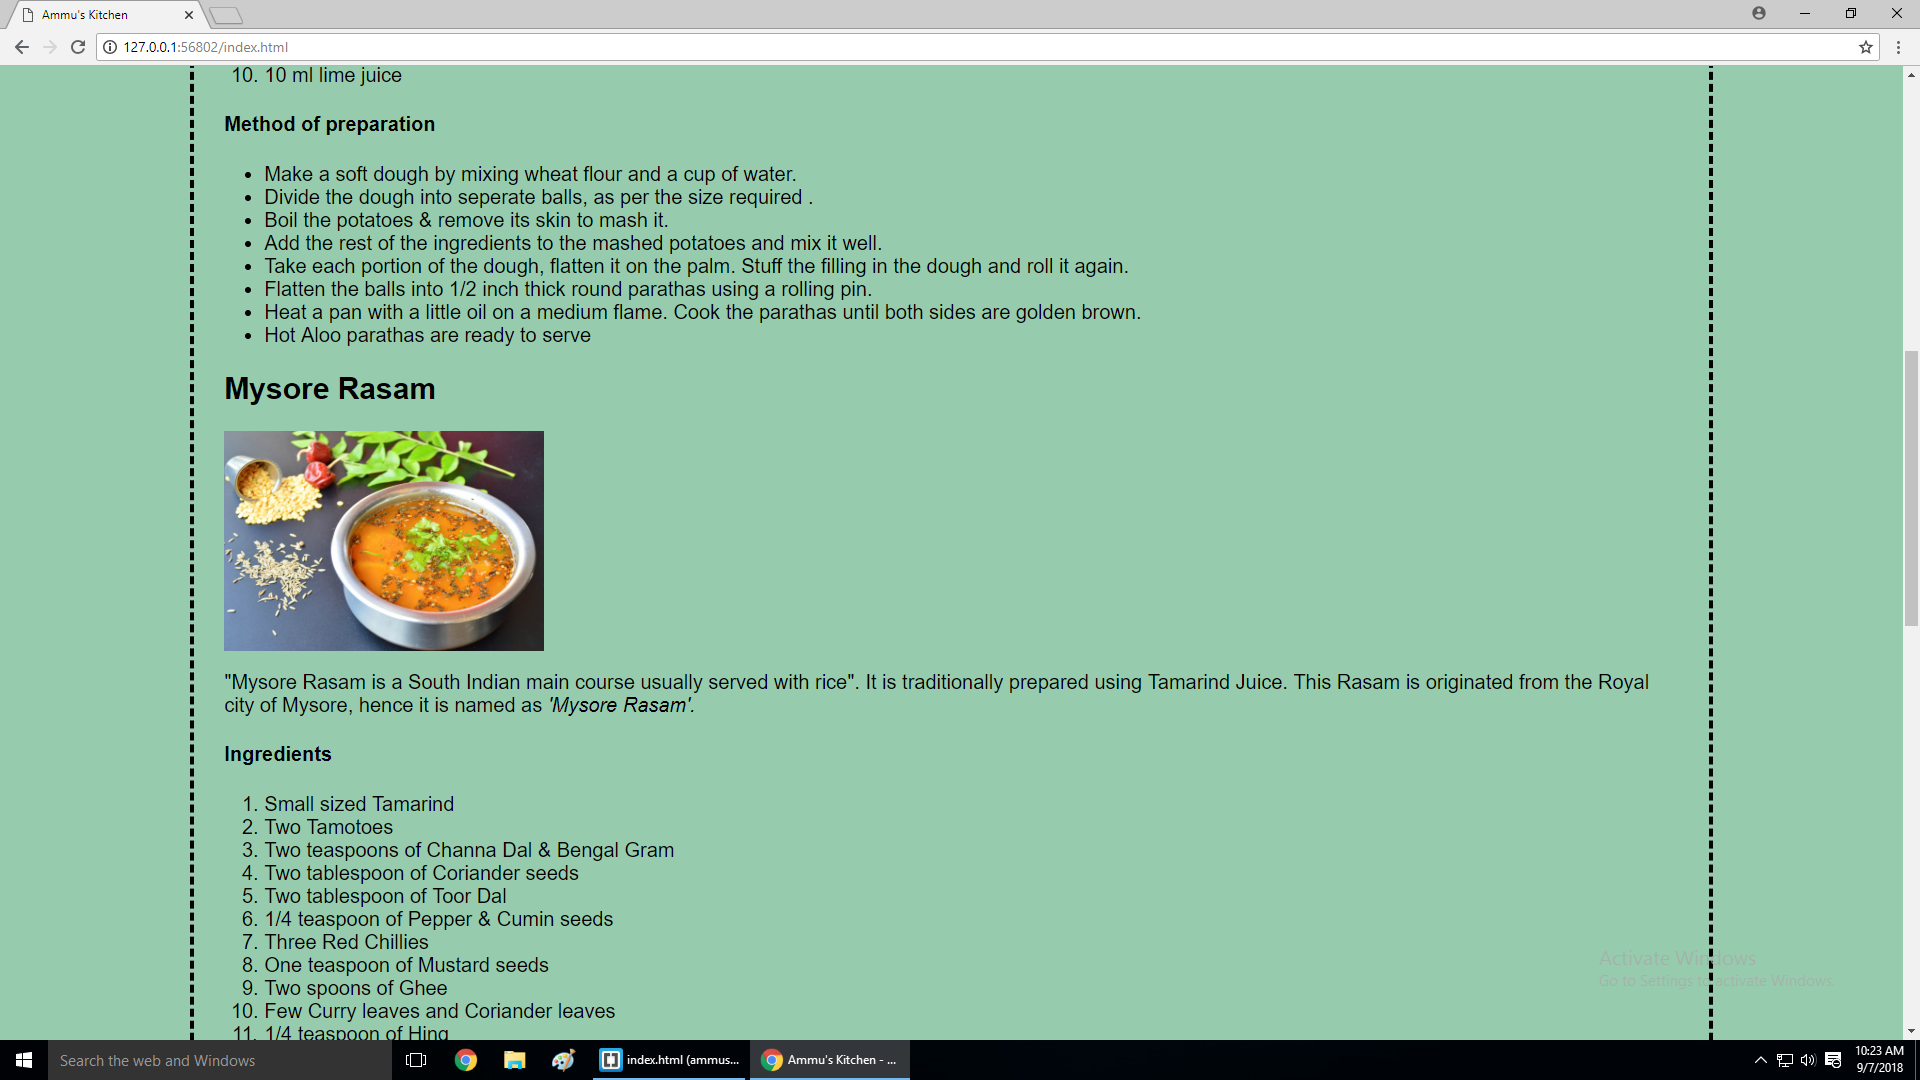 Ammu's Kitchen
127.0.0.1:56802/index.html
10. 10 ml lime juice
Method of preparation
• Make a soft dough by mixing wheat flour and a cup of water.
• Divide the dough into seperate balls, as per the size required .
• Boil the potatoes & remove its skin to mash it.
• Add the rest of the ingredients to the mashed potatoes and mix it well.
• Take each portion of the dough, flatten it on the palm. Stuff the filling in the dough and roll it again.
• Flatten the balls into 1/2 inch thick round parathas using a rolling pin.
• Heat a pan with a little oil on a medium flame. Cook the parathas until both sides are golden brown.
• Hot Aloo parathas are ready to serve
Mysore Rasam
"Mysore Rasam is a South Indian main course usually served with rice". It is traditionally prepared using Tamarind Juice. This Rasam is originated from the Royal
city of Mysore, hence it is named as 'Mysore Rasam'.
Ingredients
1. Small sized Tamarind
2. Two Tamotoes
3. Two teaspoons of Channa Dal & Bengal Gram
4. Two tablespoon of Coriander seeds
5. Two tablespoon of Toor Dal
6. 1/4 teaspoon of Pepper & Cumin seeds
7. Three Red Chillies
8. One teaspoon of Mustard seeds
9. Two spoons of Ghee
10. Few Curry leaves and Coriander leaves
11. 1/4 teaspoon of Hing
Activate Windows
Go to Settings to activate Windows.
Search the web and Windows
index.html (ammus...
Ammu's Kitchen - ...
10:23 AM
9/7/2018